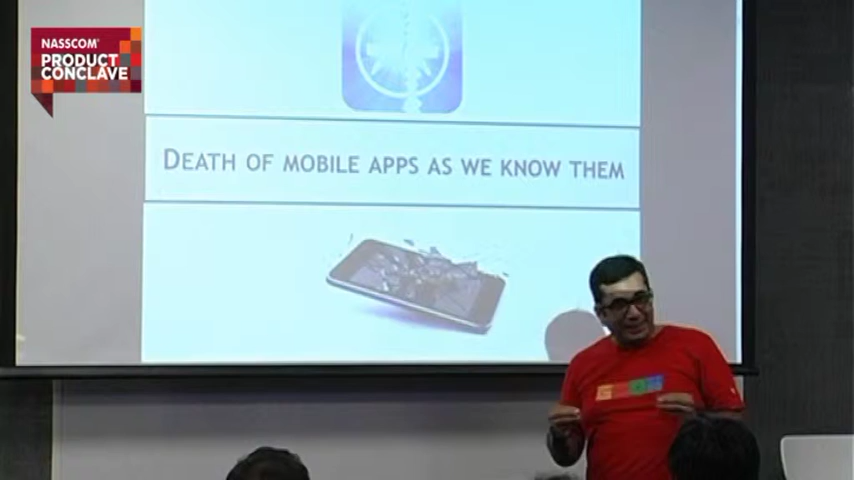 NASSCOM®
PRODUCT
CONCLAVE
DEATH OF MOBILE APPS AS WE KNOW THEM